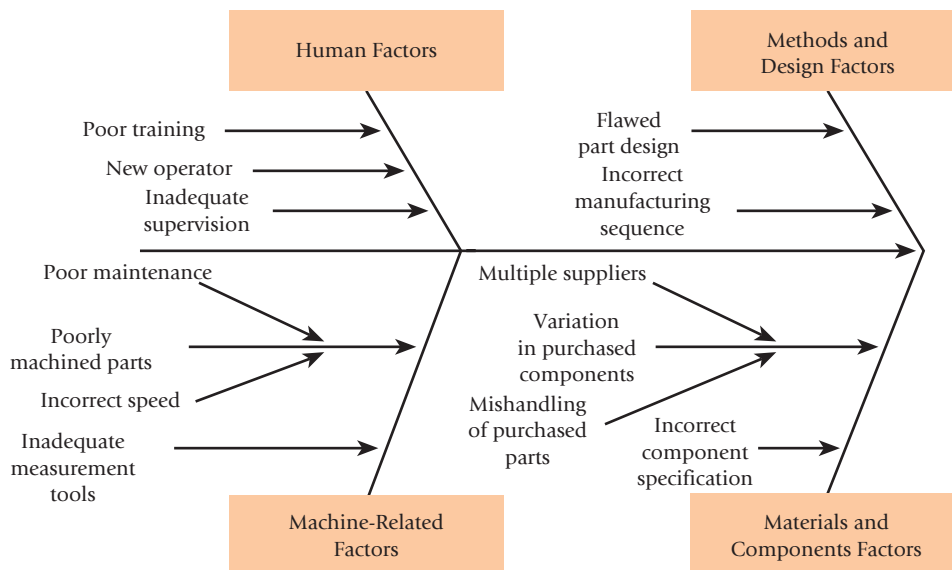 Human Factors
Methods and
Design Factors
Poor training
New operator
Inadequate
supervision
Flawed
part design
Incorrect
manufacturing
sequence
Poor maintenance
Poorly
machined parts
Incorrect speed
Inadequate
measurement
tools
Multiple suppliers
Variation
in purchased
components
Mishandling
of purchased
parts
Incorrect
component
specification
Machine-Related
Factors
Materials and
Components Factors